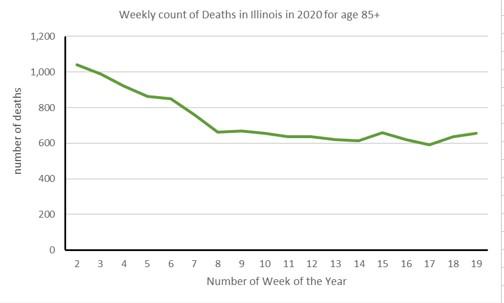 Weekly count of Deaths in Illinois in 2020 for age 85+
1,200
1,000
800
600
400
200
0
number of deaths
2 3 4 5 6 7 8 9 10 11 12 13 14 15 16 17 18 19
Number of Week of the Year